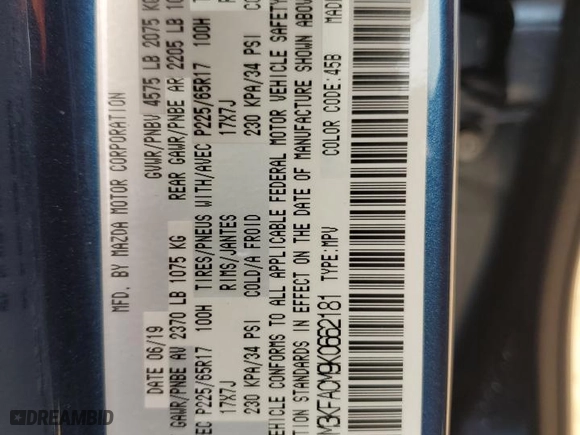 MFD. BY MAZDA MOTOR CORPORATION
DATE 06/19 GVWR/PNBV 4575 LB 2075 KG
GAWR/PNBE AV 2370 LB 1075 KG REAR GAWR/PNBE AR 2205 LB
EC P225/65R17 100H TIRES/PNEUS WITH/AVEC P225/65R17 100H
17X7J RIMS/JANTES 17X7J
230 KPA/34 PSI COLD/A FROID 230 KPA/34 PSI
VEHICLE CONFORMS TO ALL APPLICABLE FEDERAL MOTOR VEHICLE SAFETY
TION STANDARDS IN EFFECT ON THE DATE OF MANUFACTURE SHOWN ABOVE
M3KFACM9K0662181 TYPE:MPV COLOR CODE:45B MADE
DREAMBID